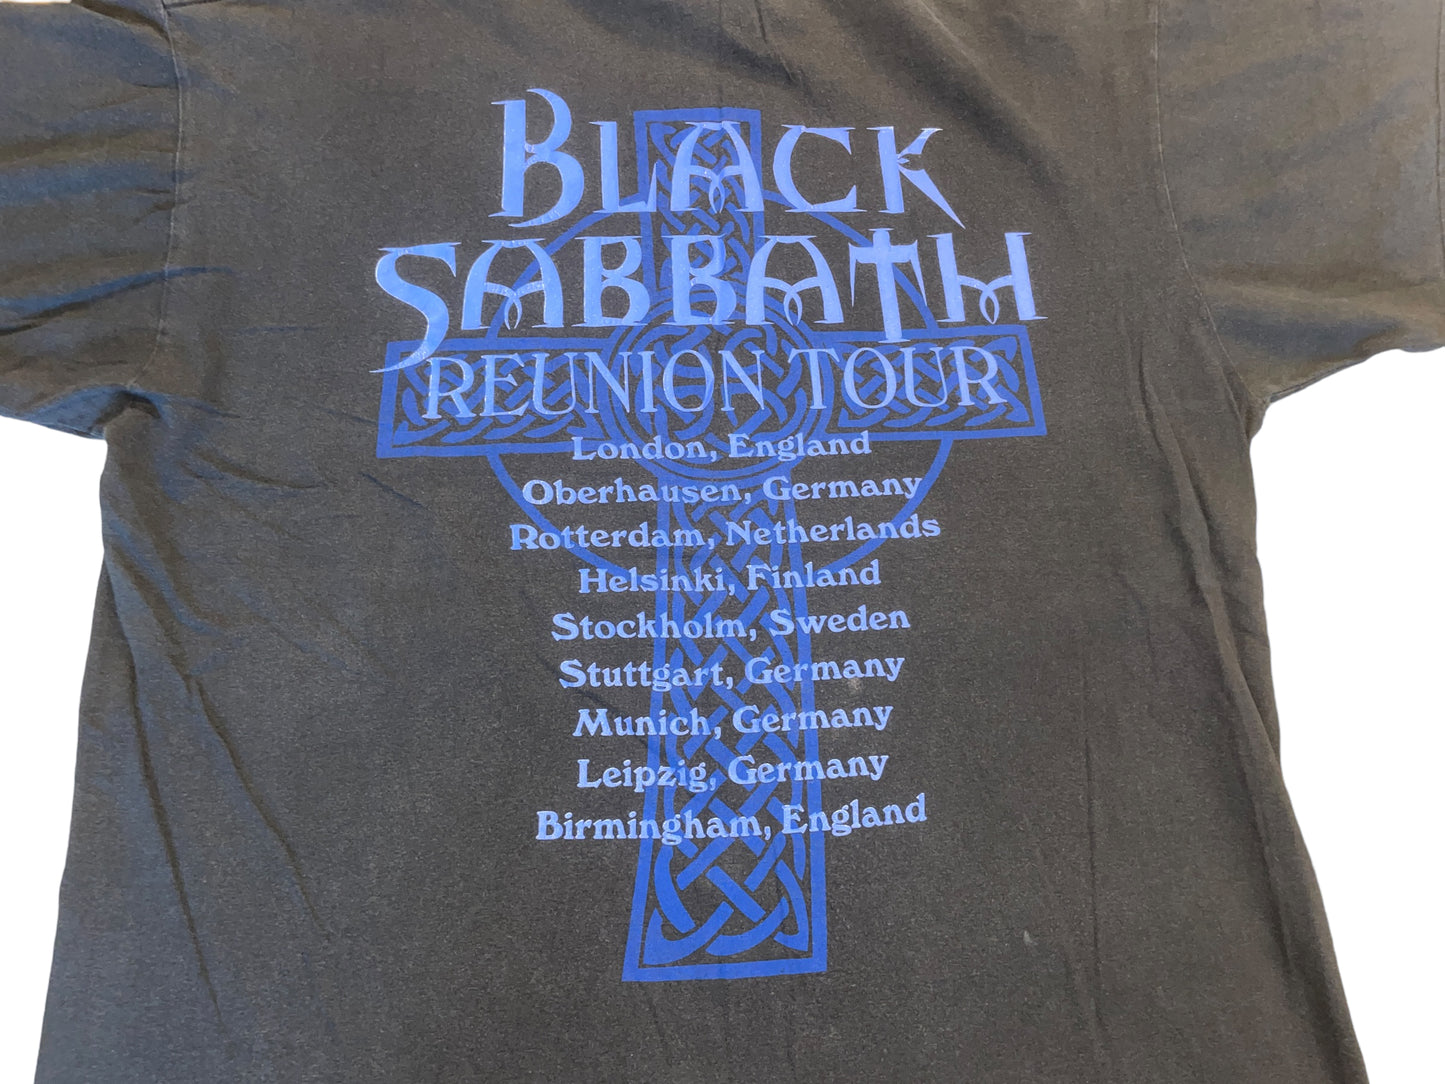 BLACK
SABBATH
REUNION TOUR
London, England
Oberhausen, Germany
Rotterdam, Netherlands
Helsinki, Finland
Stockholm, Sweden
Stuttgart, Germany
Munich, Germany
Leipzig, Germany
Birmingham, England